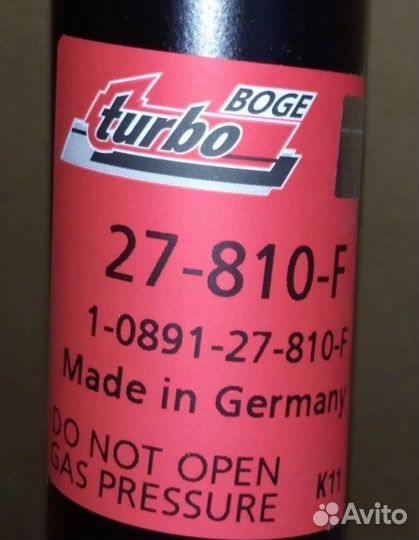 BOGE
turbo
27-810-F
1-0891-27-810-F
Made in Germany
DO NOT OPEN
GAS PRESSURE
K11
Avito